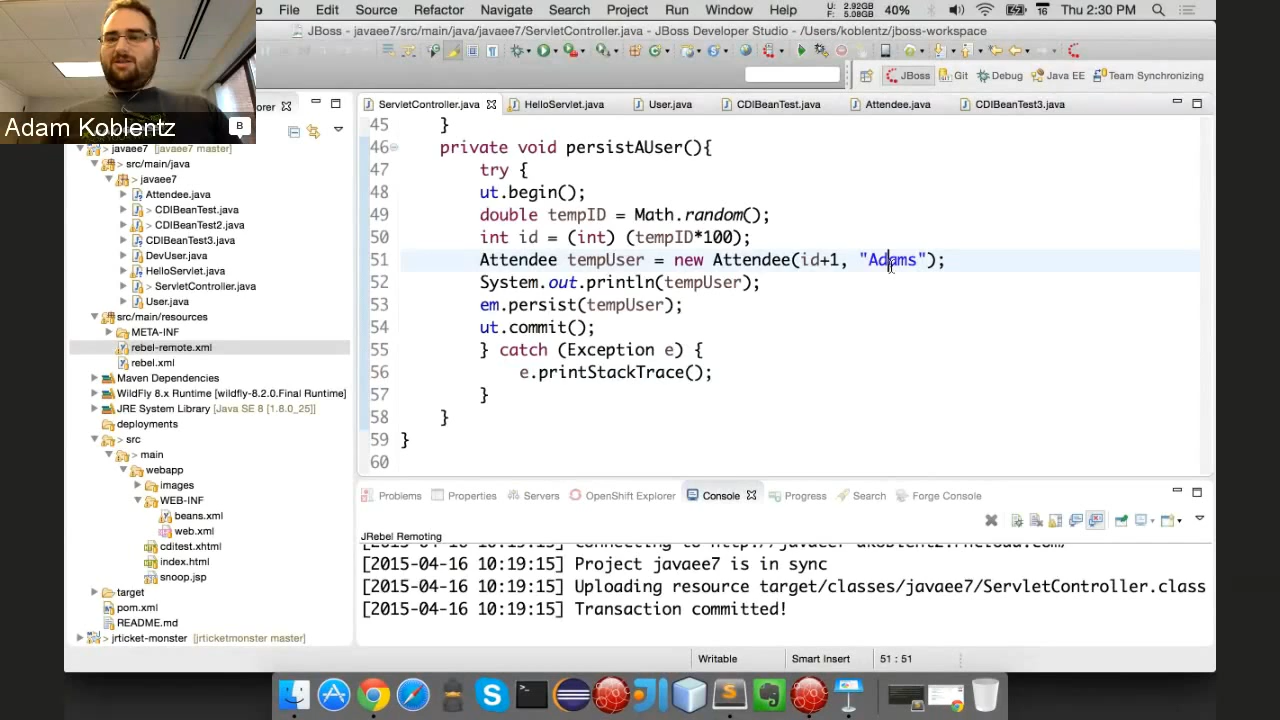 File Edit Source Refactor Navigate Search Project Run Window Help U: 2.92GB F: 5.08GB 40% 16 Thu 2:30 PM
JBoss - javaee7/src/main/java/javaee7/ServletController.java - JBoss Developer Studio - /Users/koblentz/jboss-workspace
JBoss Git Debug Java EE Team Synchronizing
Adam Koblentz B
orer
ServletController.java HelloServlet.java User.java CDIBeanTest.java Attendee.java CDIBeanTest3.java
> javaee7 [javaee7 master]
> src/main/java
> javaee7
Attendee.java
> CDIBeanTest.java
> CDIBeanTest2.java
CDIBeanTest3.java
DevUser.java
HelloServlet.java
> ServletController.java
User.java
src/main/resources
META-INF
rebel-remote.xml
rebel.xml
Maven Dependencies
WildFly 8.x Runtime [wildfly-8.2.0.Final Runtime]
JRE System Library [Java SE 8 [1.8.0_25]]
deployments
> src
> main
webapp
images
WEB-INF
beans.xml
web.xml
cditest.xhtml
index.html
snoop.jsp
target
pom.xml
README.md
> jrticket-monster [jrticketmonster master]
45 }
46 private void persistAUser(){
47 try {
48 ut.begin();
49 double tempID = Math.random();
50 int id = (int) (tempID*100);
51 Attendee tempUser = new Attendee(id+1, "Adams");
52 System.out.println(tempUser);
53 em.persist(tempUser);
54 ut.commit();
55 } catch (Exception e) {
56 e.printStackTrace();
57 }
58 }
59 }
60
Problems Properties Servers OpenShift Explorer Console Progress Search Forge Console
JRebel Remoting
[2015-04-16 10:19:15] Project javaee7 is in sync
[2015-04-16 10:19:15] Uploading resource target/classes/javaee7/ServletController.class
[2015-04-16 10:19:15] Transaction committed!
Writable Smart Insert 51 : 51